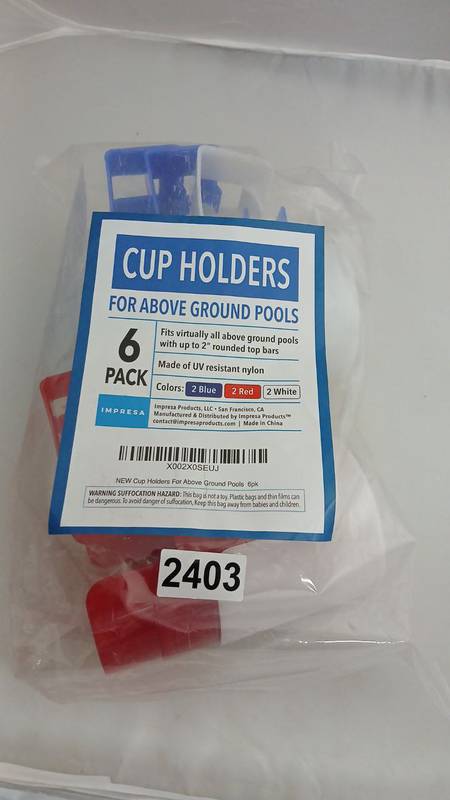 CUP HOLDERS
FOR ABOVE GROUND POOLS
6
PACK
Fits virtually all above ground pools
with up to 2" rounded top bars
Made of UV resistant nylon
Colors: 2 Blue 2 Red 2 White
IMPRESA
Impresa Products, LLC • San Francisco, CA
Manufactured & Distributed by Impresa Products™
contact@impresaproducts.com | Made in China
X002X0SEUJ
NEW Cup Holders For Above Ground Pools 6pk
WARNING SUFFOCATION HAZARD: This bag is not a toy. Plastic bags and thin films can
be dangerous. To avoid danger of suffocation, Keep this bag away from babies and children.
2403